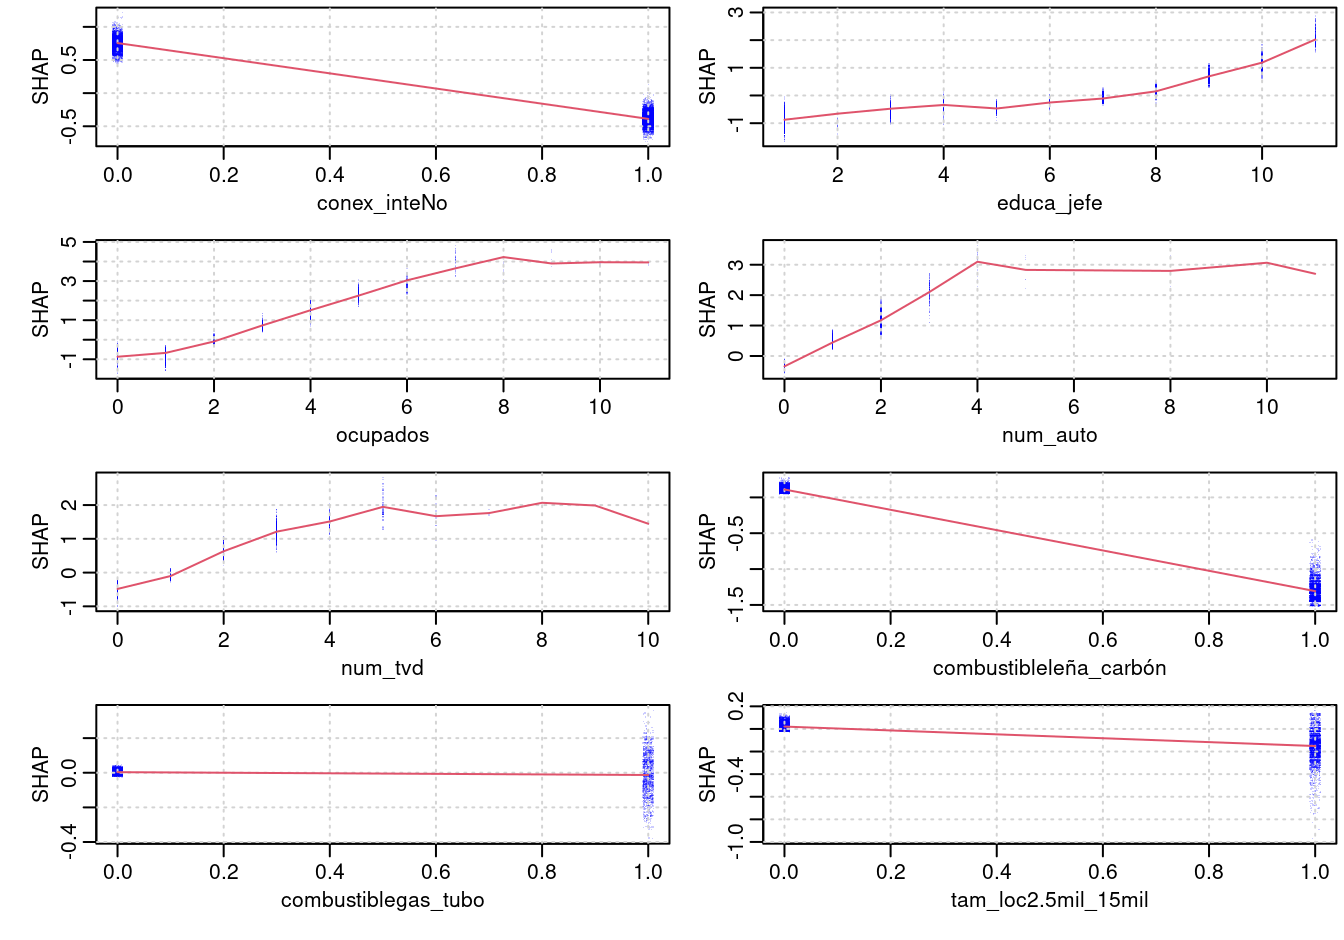 SHAP
0.5
-0.5
0.0 0.2 0.4 0.6 0.8 1.0
conex_inteNo
SHAP
3
1
-1
2 4 6 8 10
educa_jefe
SHAP
5
3
1
-1
0 2 4 6 8 10
ocupados
SHAP
3
2
1
0
0 2 4 6 8 10
num_auto
SHAP
2
1
0
-1
0 2 4 6 8 10
num_tvd
SHAP
-0.5
-1.5
0.0 0.2 0.4 0.6 0.8 1.0
combustibleleña_carbón
SHAP
0.0
-0.4
0.0 0.2 0.4 0.6 0.8 1.0
combustiblegas_tubo
SHAP
0.2
-0.4
-1.0
0.0 0.2 0.4 0.6 0.8 1.0
tam_loc2.5mil_15mil